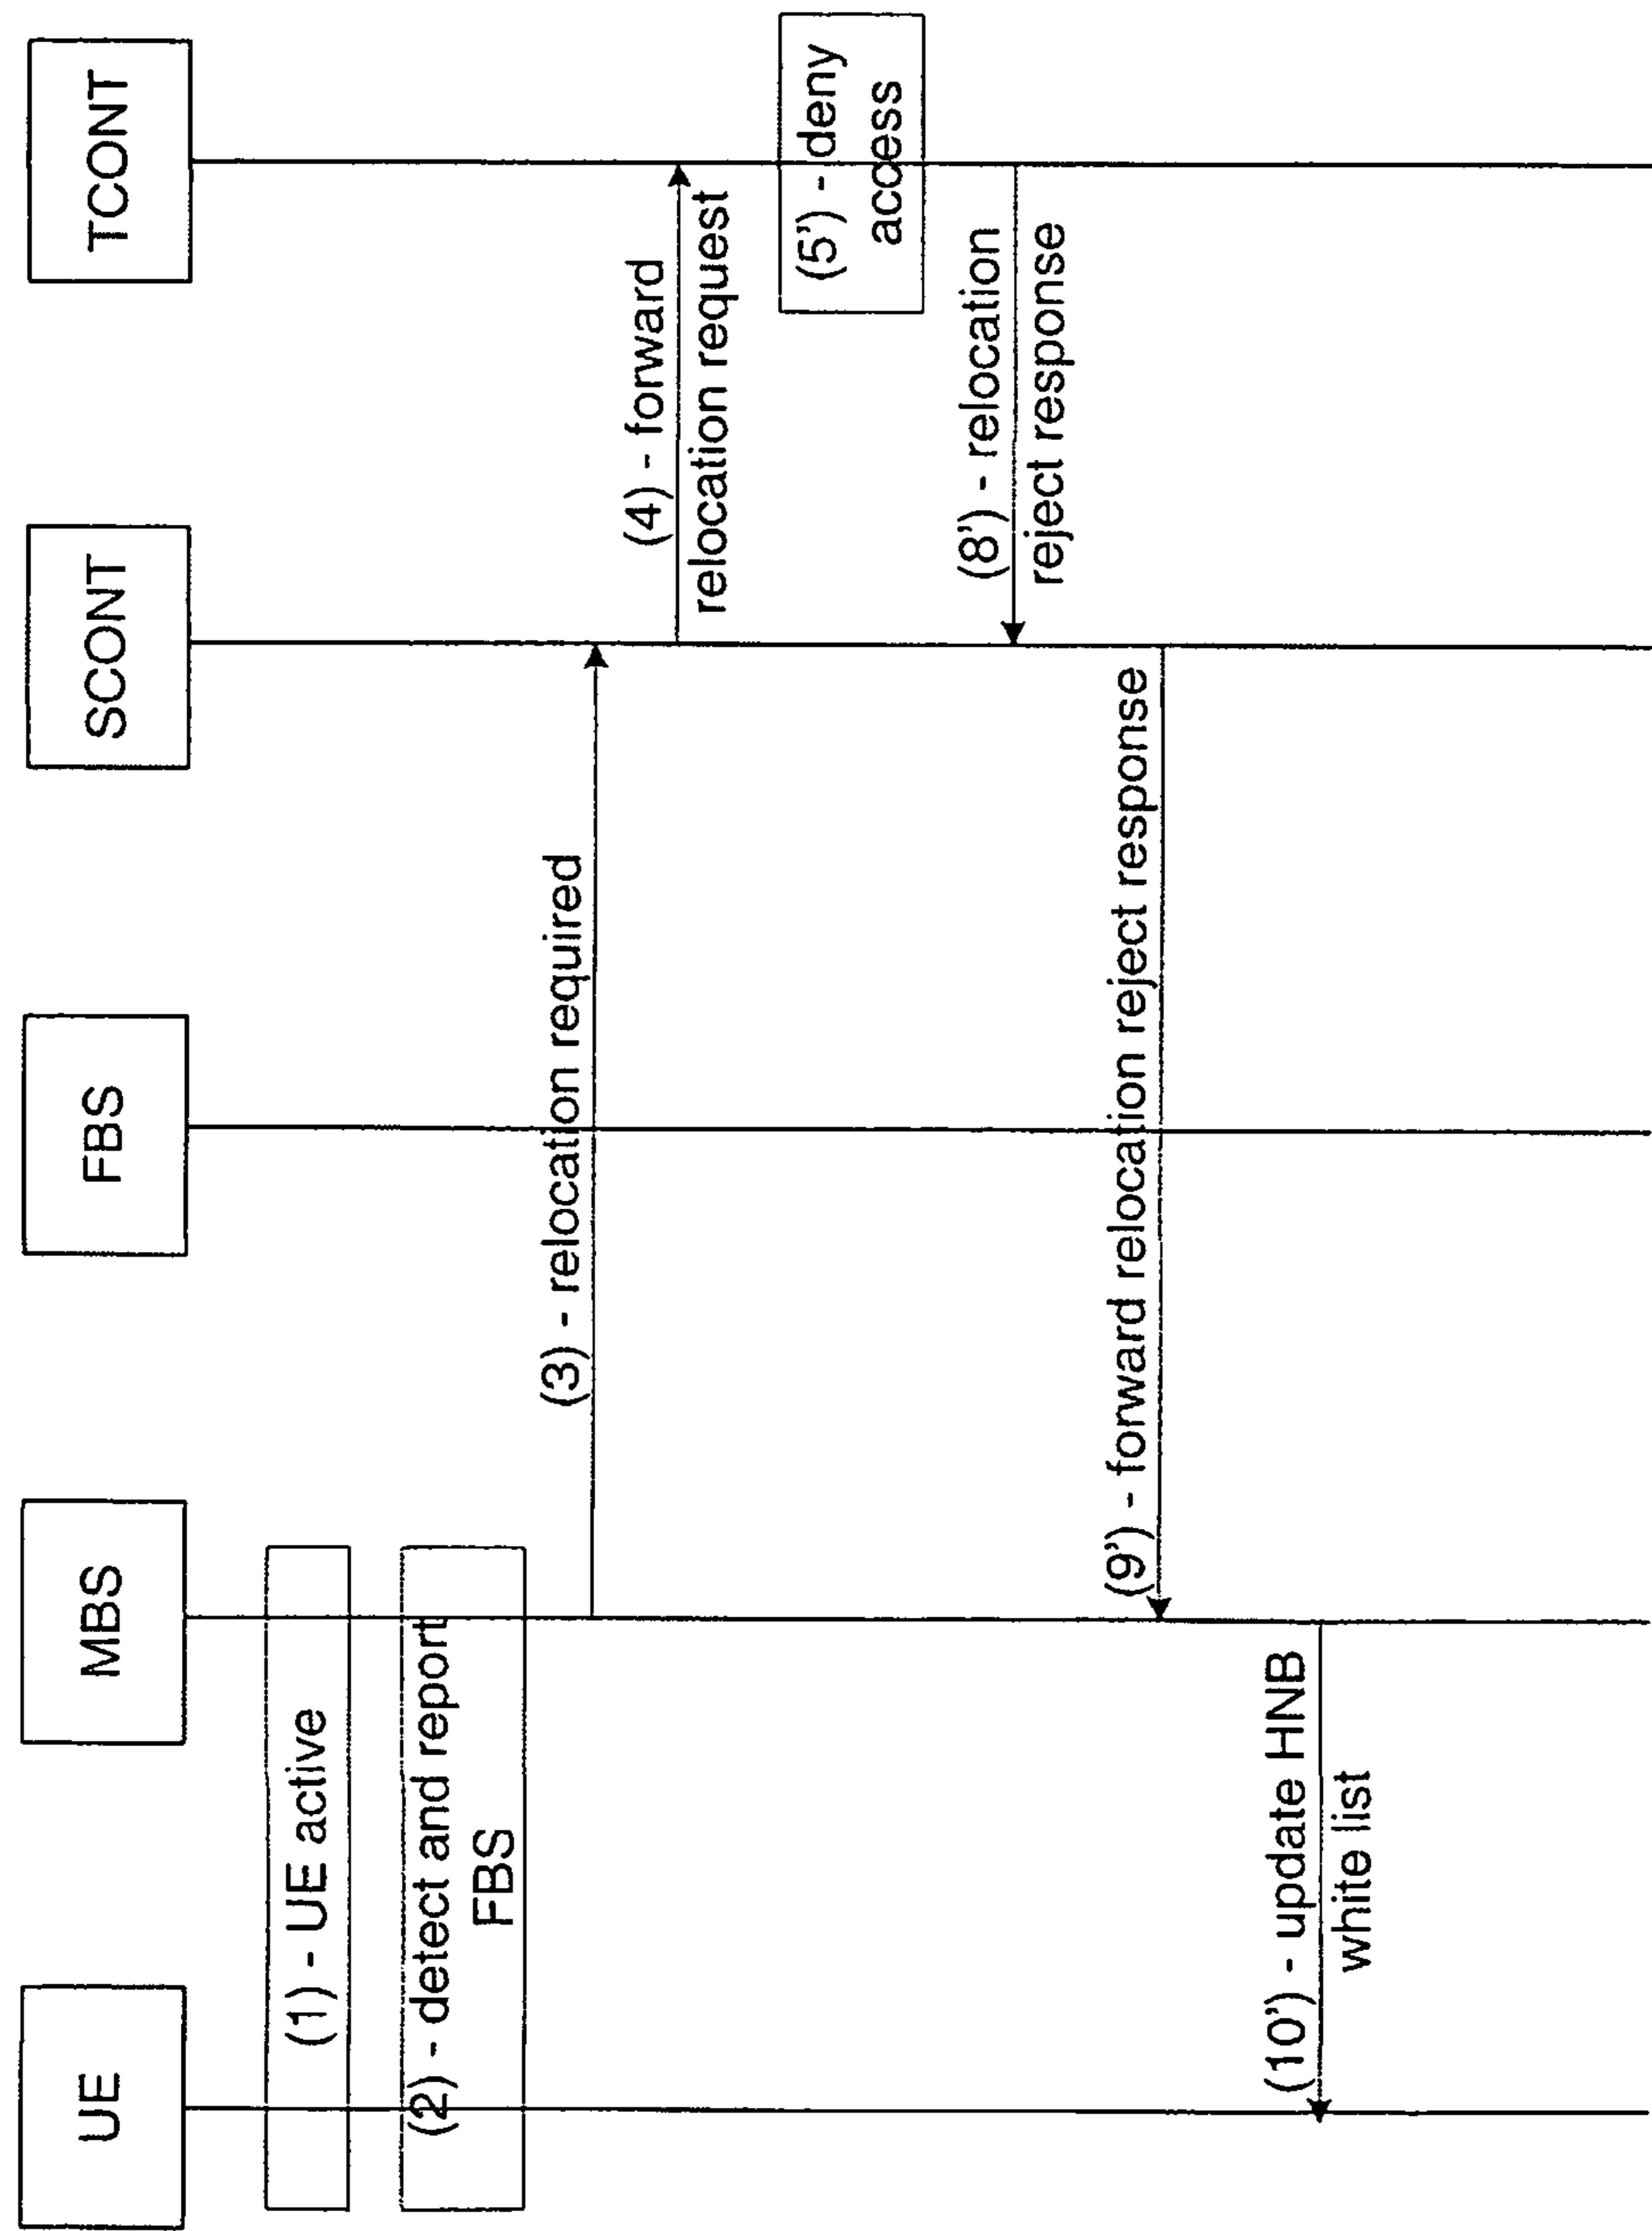 UE
MBS
FBS
SCONT
TCONT
(1) - UE active
(2) - detect and report
FBS
(3) - relocation required
(4) - forward
relocation request
(5') - deny
access
(8') - relocation
reject response
(9') - forward relocation reject response
(10') - update HNB
white list